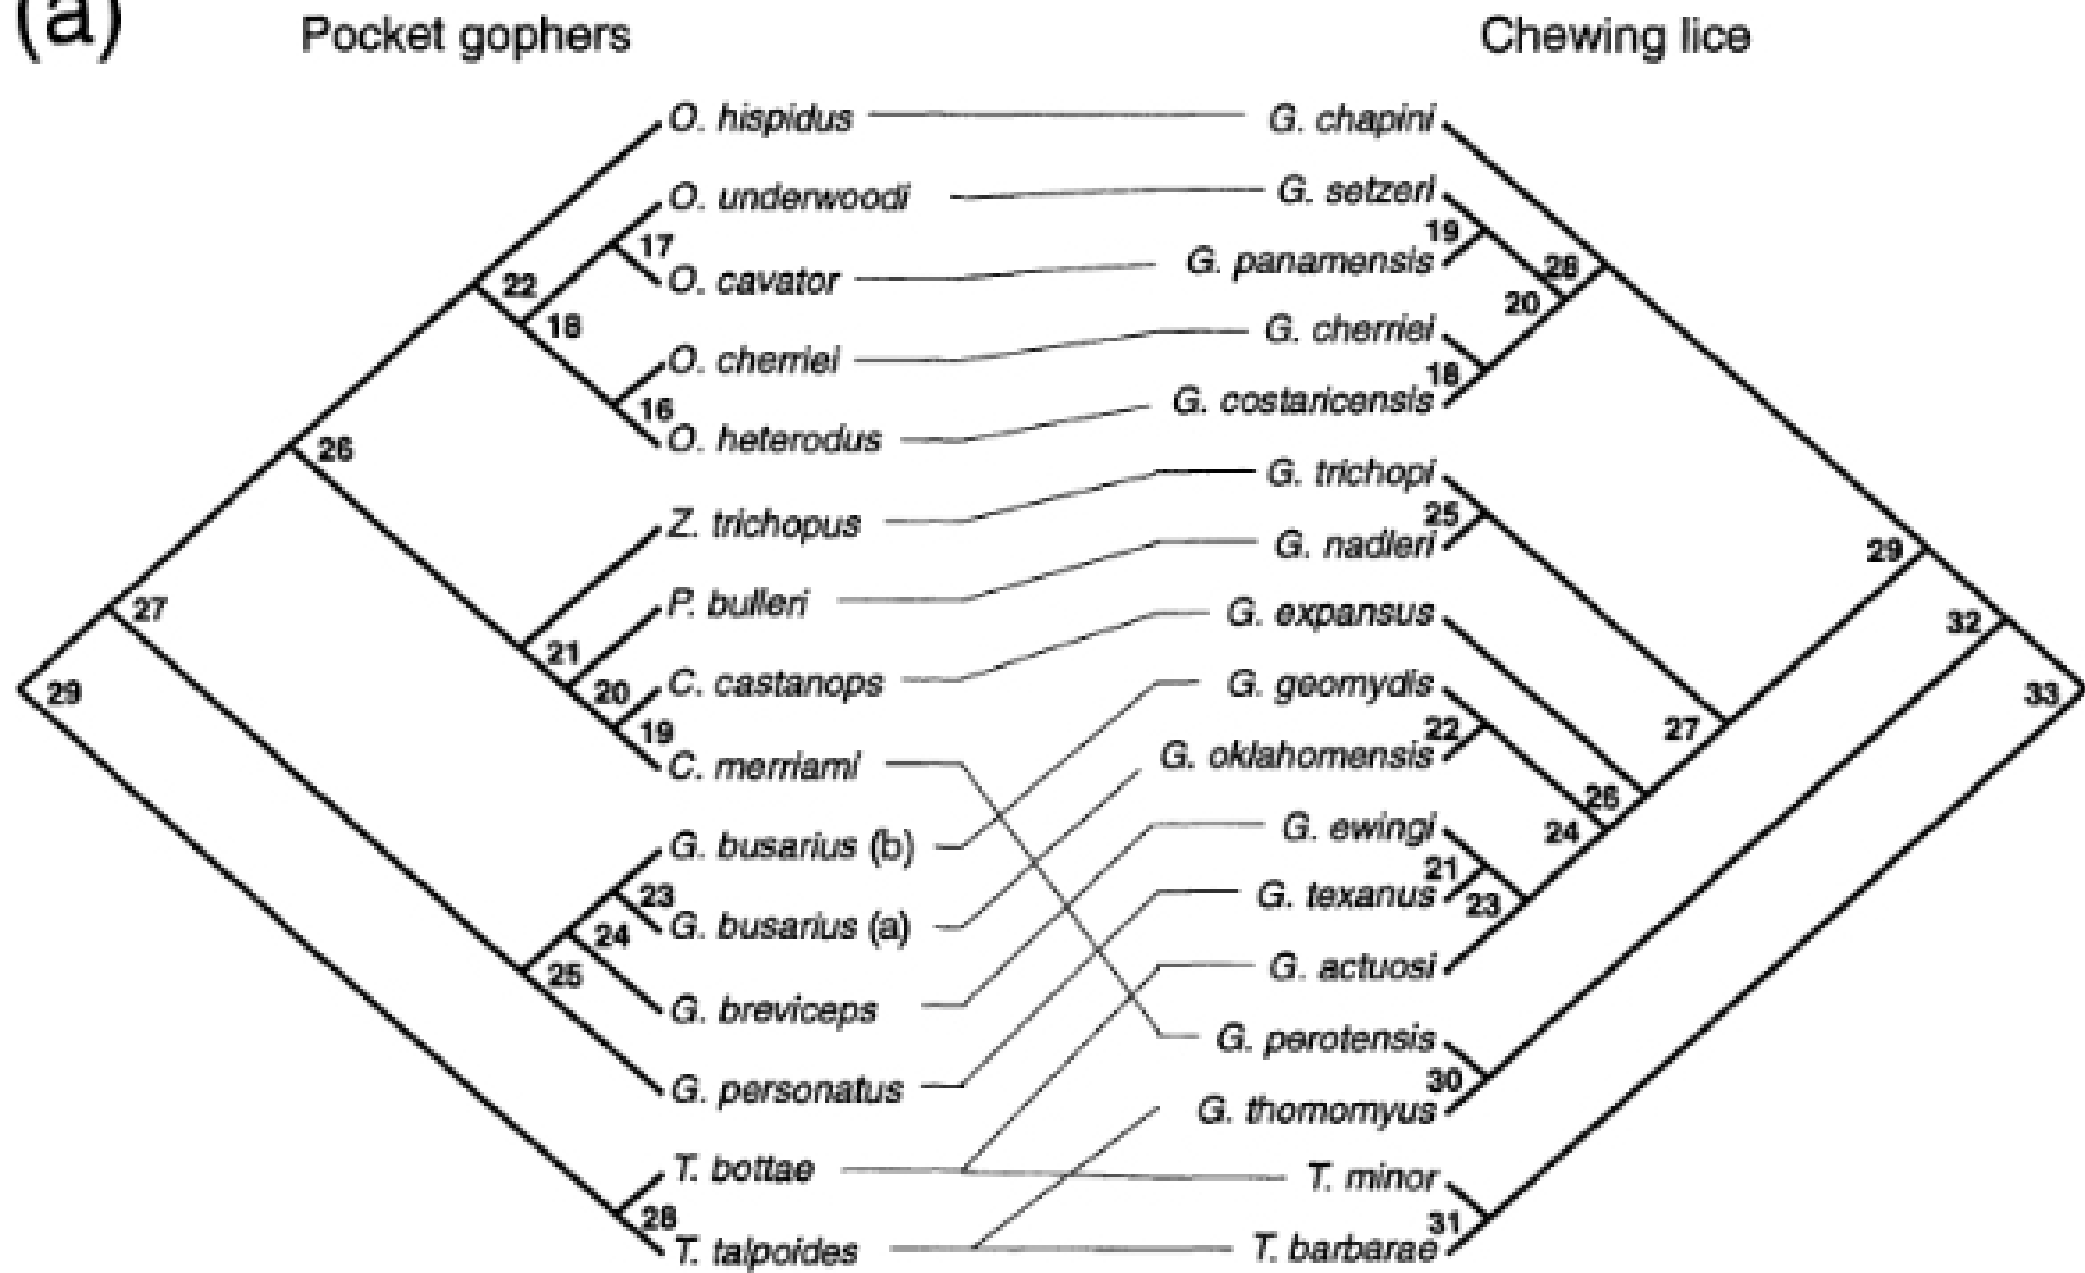 (a)
Pocket gophers Chewing lice
O. hispidus G. chapini
O. underwoodi G. setzeri
17 19
O. cavator G. panamensis
22 28
18 20
O. cherriei G. cherriei
16 18
O. heterodus G. costaricensis
26
Z. trichopus G. trichopi
25
P. bulleri G. nadleri
29
27
21
C. castanops G. expansus
20 32
29 33
19
C. merriami G. geomydis
22 27
G. busarius (b) G. oklahomensis
26
23 24
G. busarius (a) G. ewingi
24 21
25 23
G. breviceps G. texanus
G. personatus G. actuosi
G. perotensis
30
G. thomomyus
T. bottae T. minor
28 31
T. talpoides T. barbarae